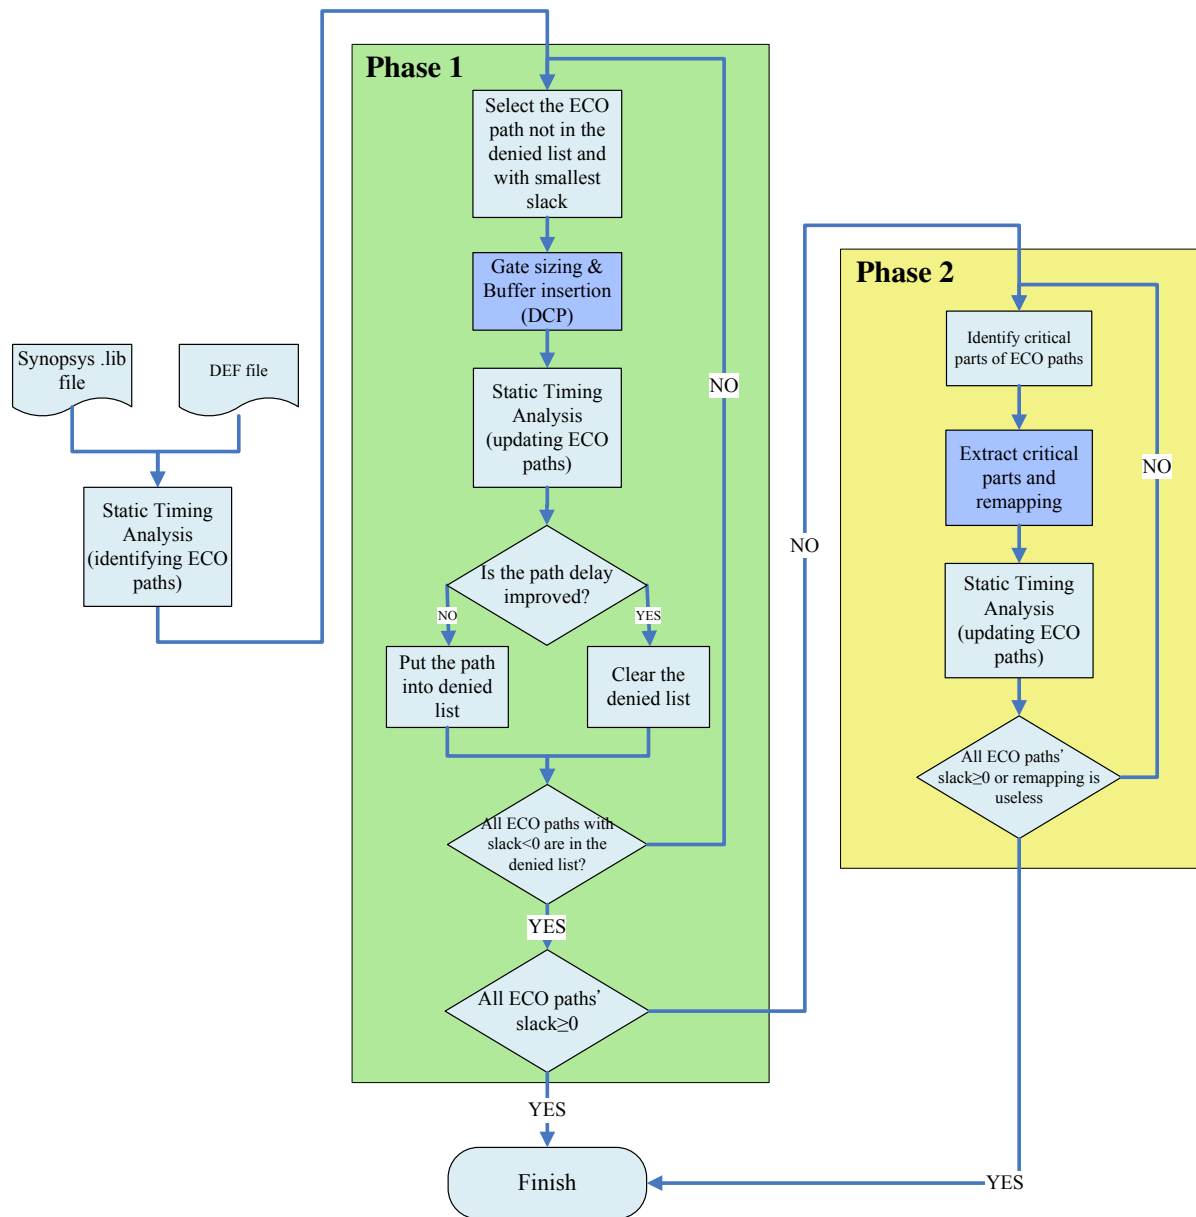 Phase 1
Select the ECO
path not in the
denied list and
with smallest
slack
Gate sizing &
Buffer insertion
(DCP)
Static Timing
Analysis
(updating ECO
paths)
Is the path delay
improved?
NO
YES
Put the path
into denied
list
Clear the
denied list
All ECO paths with
slack<0 are in the
denied list?
NO
YES
All ECO paths’
slack≥0
NO
YES
Finish
Synopsys .lib
file
DEF file
Static Timing
Analysis
(identifying ECO
paths)
Phase 2
Identify critical
parts of ECO paths
Extract critical
parts and
remapping
Static Timing
Analysis
(updating ECO
paths)
All ECO paths’
slack≥0 or remapping is
useless
NO
YES